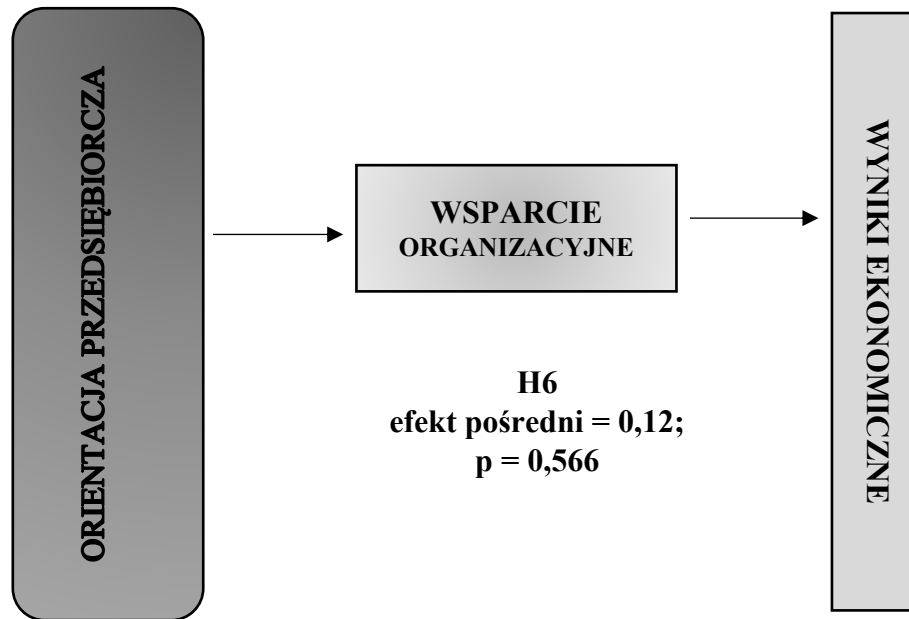 ORIENTACJA PRZEDSIĘBIORCZA
WSPARCIE
ORGANIZACYJNE
H6
efekt pośredni = 0,12;
p = 0,566
WYNIKI EKONOMICZNE